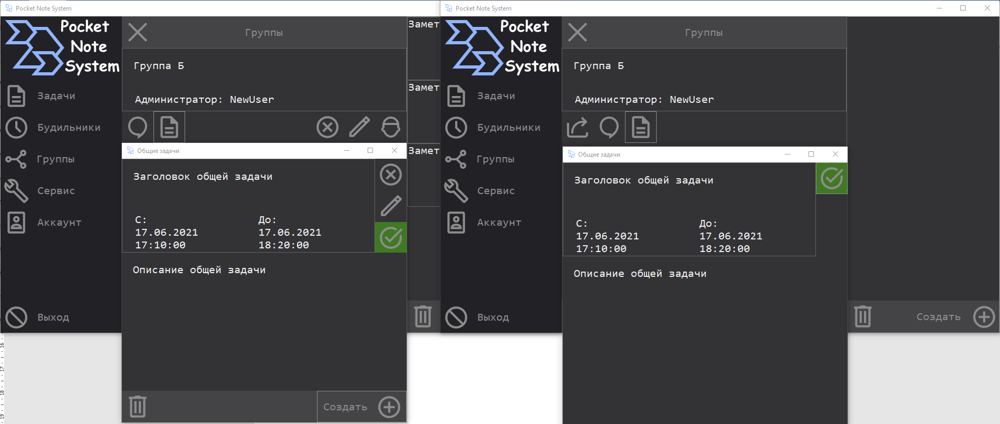 Pocket Note System
Pocket
Note
System
Задачи
Будильники
Группы
Сервис
Аккаунт
Выход
Группы
Группа Б
Администратор: NewUser
Замет
Замет
Замет
Общие задачи
Заголовок общей задачи
С:
До:
17.06.2021
17.06.2021
17:10:00
18:20:00
Описание общей задачи
Создать
16
17
18
19
Pocket Note System
Pocket
Note
System
Задачи
Будильники
Группы
Сервис
Аккаунт
Выход
Группы
Группа Б
Администратор: NewUser
Общие задачи
Заголовок общей задачи
С:
До:
17.06.2021
17.06.2021
17:10:00
18:20:00
Описание общей задачи
Создать